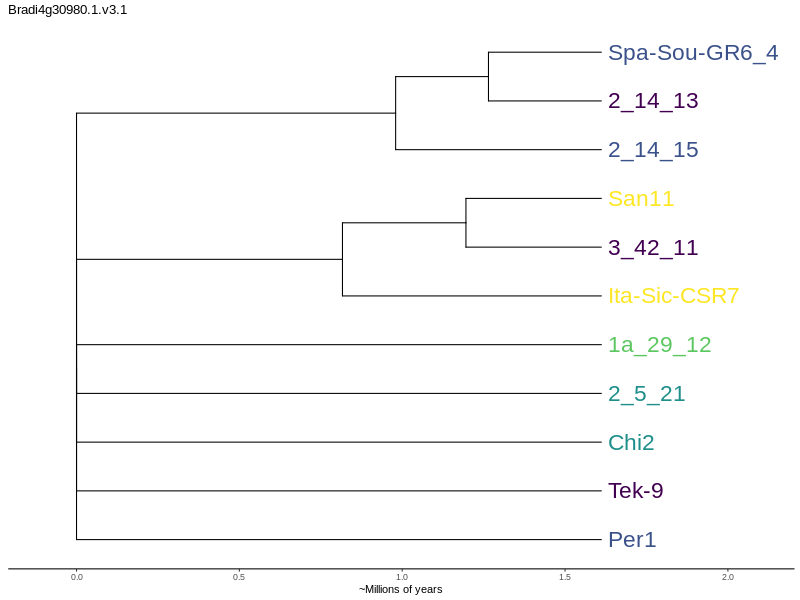 Bradi4g30980.1.v3.1
Spa-Sou-GR6_4
2_14_13
2_14_15
San11
3_42_11
Ita-Sic-CSR7
1a_29_12
2_5_21
Chi2
Tek-9
Per1
0.0 0.5 1.0 1.5 2.0
~Millions of years